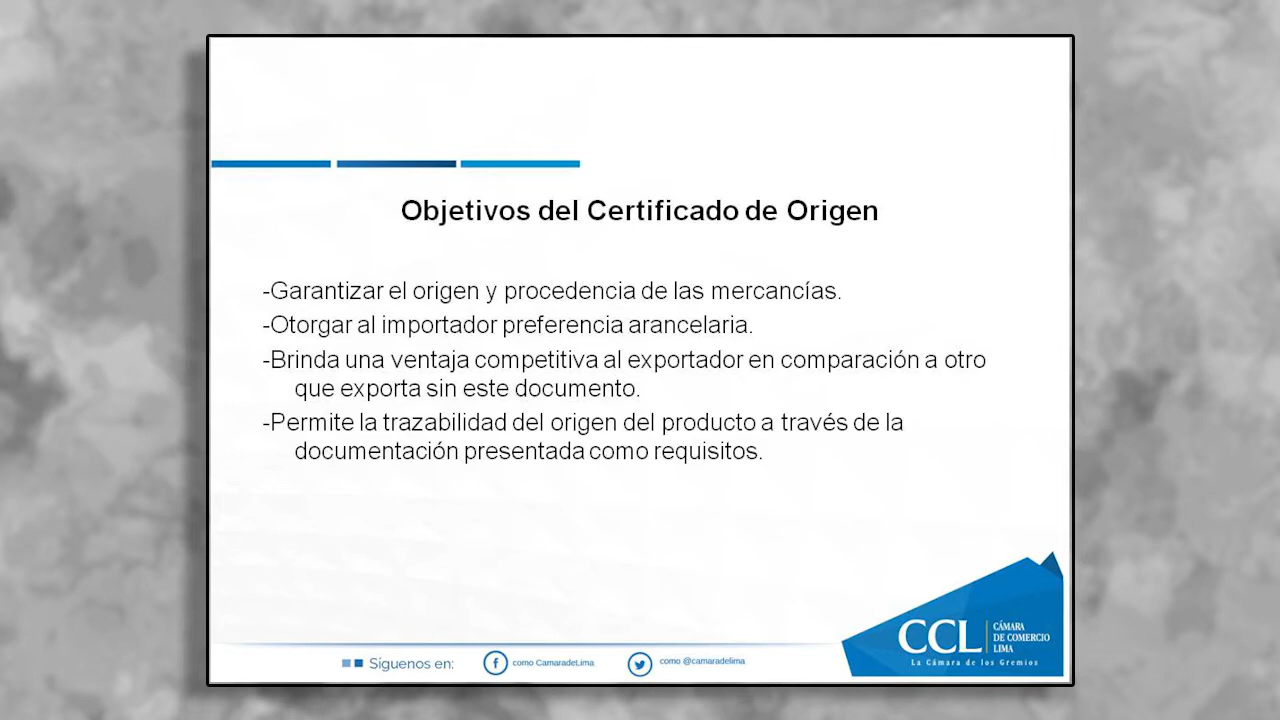 Objetivos del Certificado de Origen
-Garantizar el origen y procedencia de las mercancías.
-Otorgar al importador preferencia arancelaria.
-Brinda una ventaja competitiva al exportador en comparación a otro
que exporta sin este documento.
-Permite la trazabilidad del origen del producto a través de la
documentación presentada como requisitos.
Síguenos en:
como CamaradeLima
como @camaradelima
CCL
CÁMARA
DE COMERCIO
LIMA
La Cámara de los Gremios